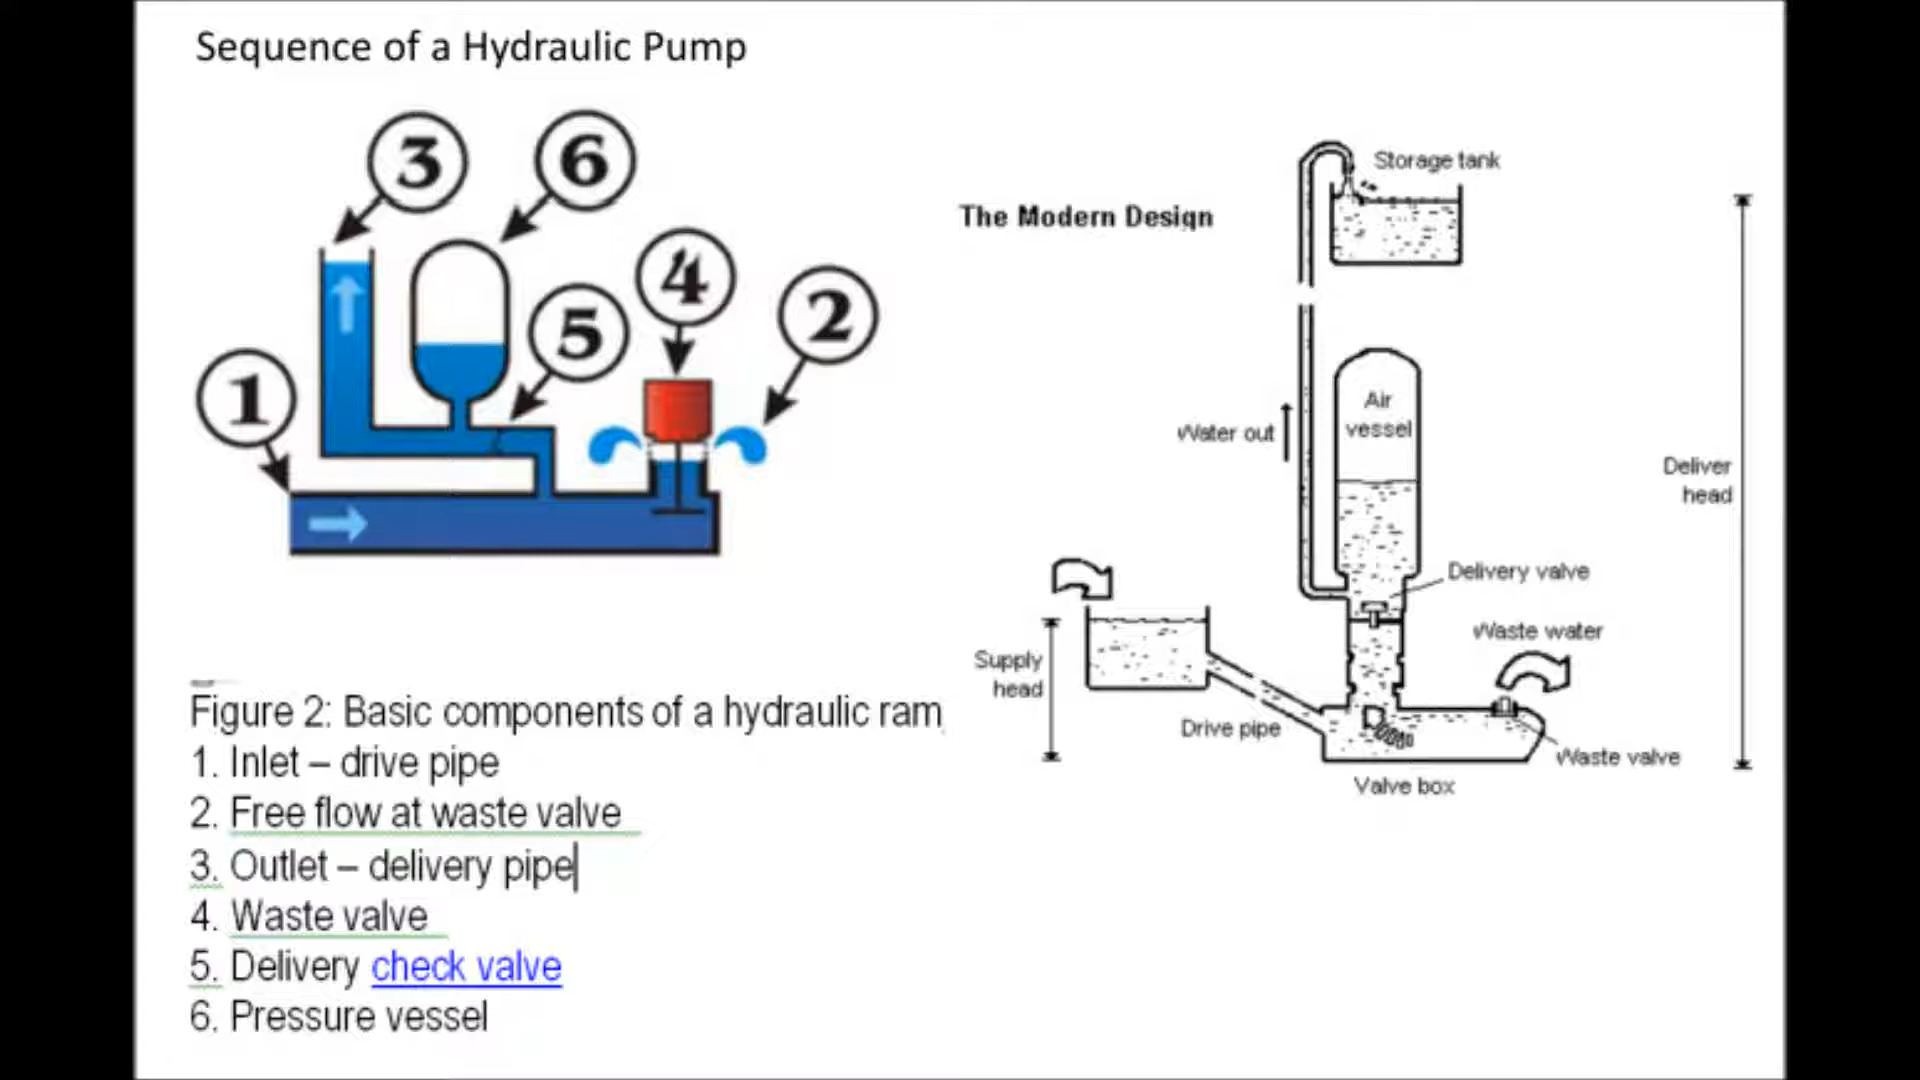 Sequence of a Hydraulic Pump
3
6
4
2
5
1
Figure 2: Basic components of a hydraulic ram
1. Inlet – drive pipe
2. Free flow at waste valve
3. Outlet – delivery pipe
4. Waste valve
5. Delivery check valve
6. Pressure vessel
The Modern Design
Storage tank
Air
vessel
Water out
Deliver
head
Delivery valve
Waste water
Supply
head
Drive pipe
Waste valve
Valve box